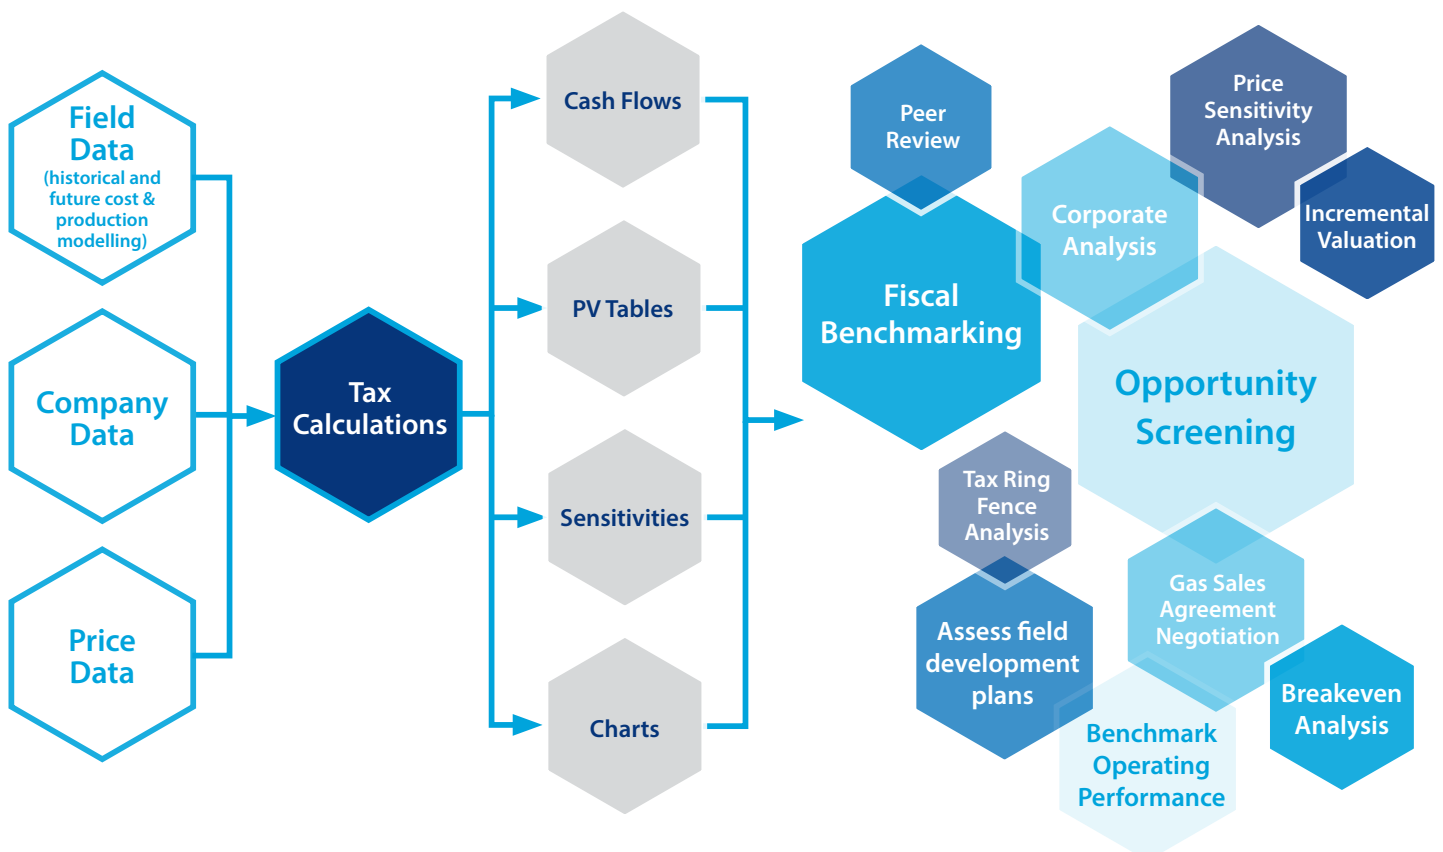 Field
Data
(historical and
future cost &
production
modelling)
Company
Data
Price
Data
Tax
Calculations
Cash Flows
PV Tables
Sensitivities
Charts
Peer
Review
Fiscal
Benchmarking
Corporate
Analysis
Price
Sensitivity
Analysis
Incremental
Valuation
Opportunity
Screening
Tax Ring
Fence
Analysis
Assess field
development
plans
Gas Sales
Agreement
Negotiation
Benchmark
Operating
Performance
Breakeven
Analysis